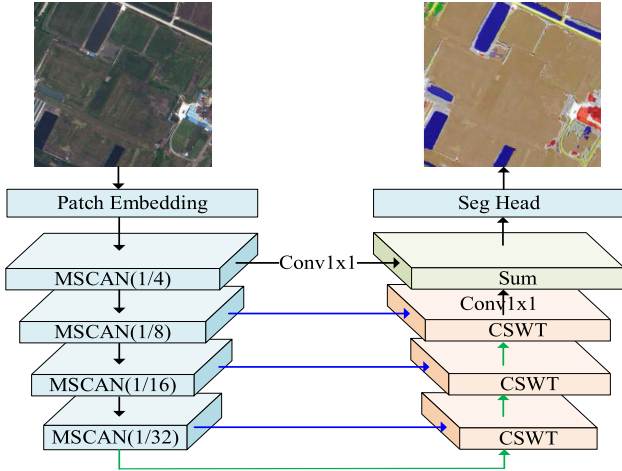 Patch Embedding
Seg Head
MSCAN(1/4)
Conv1x1
Sum
MSCAN(1/8)
Conv1x1
CSWT
MSCAN(1/16)
CSWT
MSCAN(1/32)
CSWT